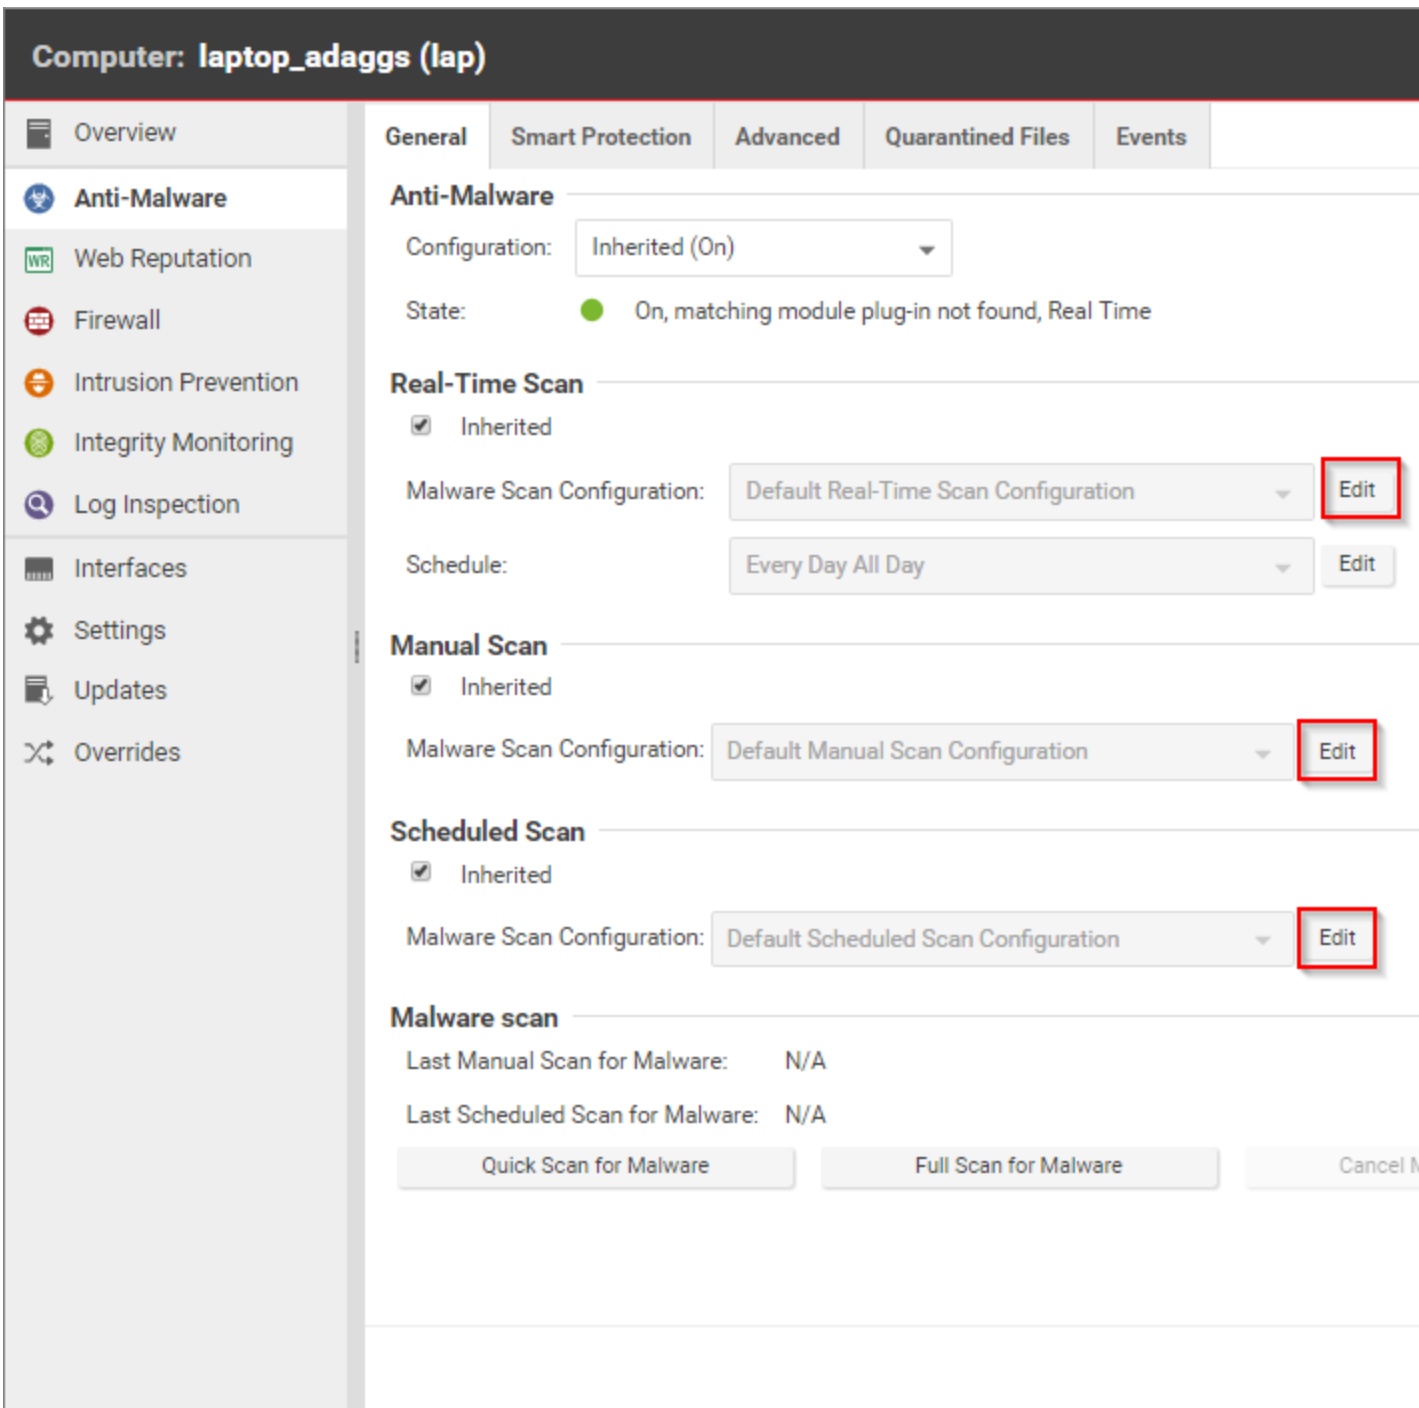 Computer: laptop_adaggs (lap)
Overview
Anti-Malware
WR Web Reputation
Firewall
Intrusion Prevention
Integrity Monitoring
Log Inspection
Interfaces
Settings
Updates
Overrides
General Smart Protection Advanced Quarantined Files Events
Anti-Malware
Configuration: Inherited (On)
State: On, matching module plug-in not found, Real Time
Real-Time Scan
Inherited
Malware Scan Configuration: Default Real-Time Scan Configuration Edit
Schedule: Every Day All Day Edit
Manual Scan
Inherited
Malware Scan Configuration: Default Manual Scan Configuration Edit
Scheduled Scan
Inherited
Malware Scan Configuration: Default Scheduled Scan Configuration Edit
Malware scan
Last Manual Scan for Malware: N/A
Last Scheduled Scan for Malware: N/A
Quick Scan for Malware Full Scan for Malware Cancel